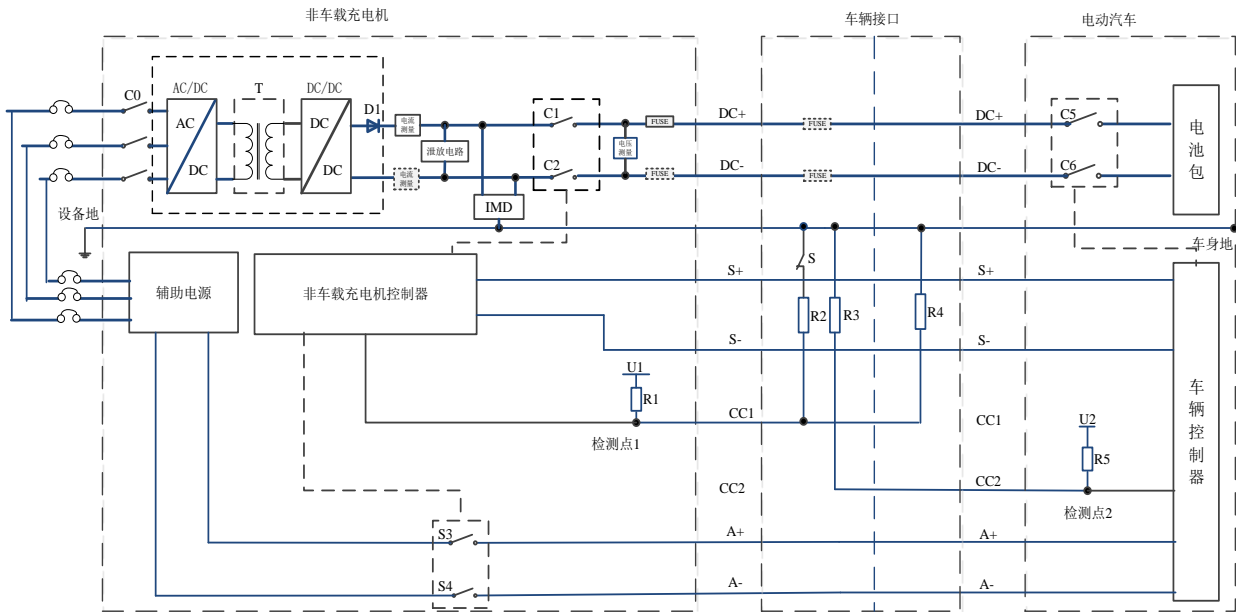 非车载充电机
车辆接口
电动汽车
C0
AC/DC
T
DC/DC
D1
AC
DC
DC
DC
电流测量
电流测量
泄放电路
IMD
C1
C2
电压测量
FUSE
FUSE
DC+
DC-
FUSE
FUSE
DC+
DC-
C5
C6
电池包
设备地
车身地
辅助电源
非车载充电机控制器
S+
S-
S
R2
R3
R4
S+
S-
U1
R1
检测点1
CC1
CC1
CC2
CC2
U2
R5
检测点2
车辆控制器
S3
S4
A+
A-
A+
A-